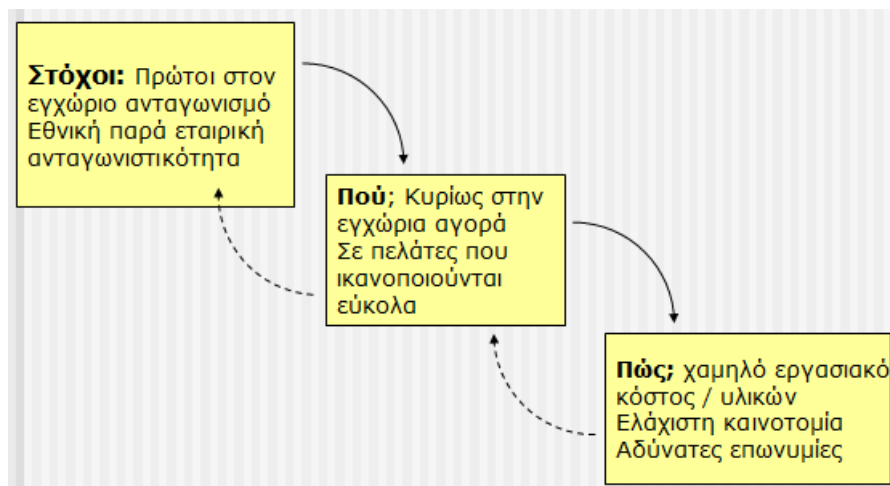 Στόχοι: Πρώτοι στον
εγχώριο ανταγωνισμό
Εθνική παρά εταιρική
ανταγωνιστικότητα
Πού; Κυρίως στην
εγχώρια αγορά
Σε πελάτες που
ικανοποιούνται
εύκολα
Πώς; χαμηλό εργασιακό
κόστος / υλικών
Ελάχιστη καινοτομία
Αδύνατες επωνυμίες